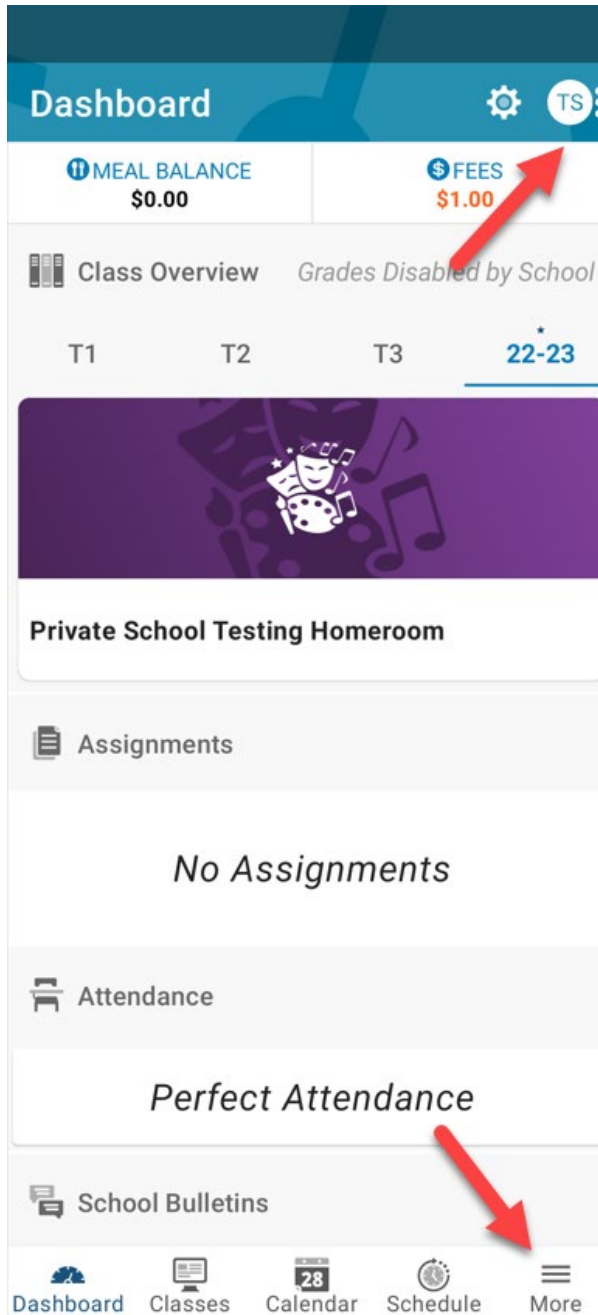 Dashboard
TS
MEAL BALANCE
$0.00
FEES
$1.00
Class Overview
Grades Disabled by School
T1
T2
T3
22-23
Private School Testing Homeroom
Assignments
No Assignments
Attendance
Perfect Attendance
School Bulletins
28
Dashboard
Classes
Calendar
Schedule
More